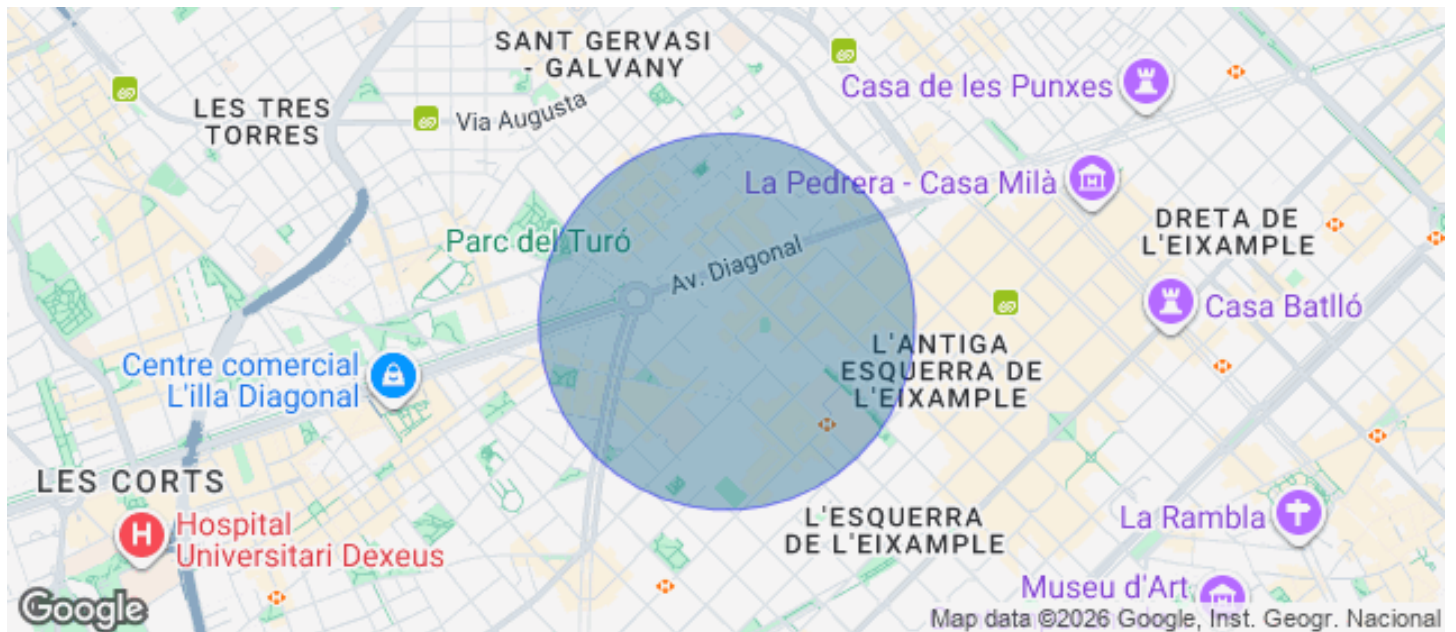 SANT GERVASI
- GALVANY
Casa de les Punxes
LES TRES
TORRES
Via Augusta
La Pedrera - Casa Milà
DRETA DE
L'EIXAMPLE
Parc del Turó
Av. Diagonal
Casa Batlló
L'ANTIGA
ESQUERRA DE
L'EIXAMPLE
Centre comercial
L'illa Diagonal
LES CORTS
H
Hospital
Universitari Dexeus
L'ESQUERRA
DE L'EIXAMPLE
La Rambla
Museu d'Art
Google
Map data ©2026 Google, Inst. Geogr. Nacional